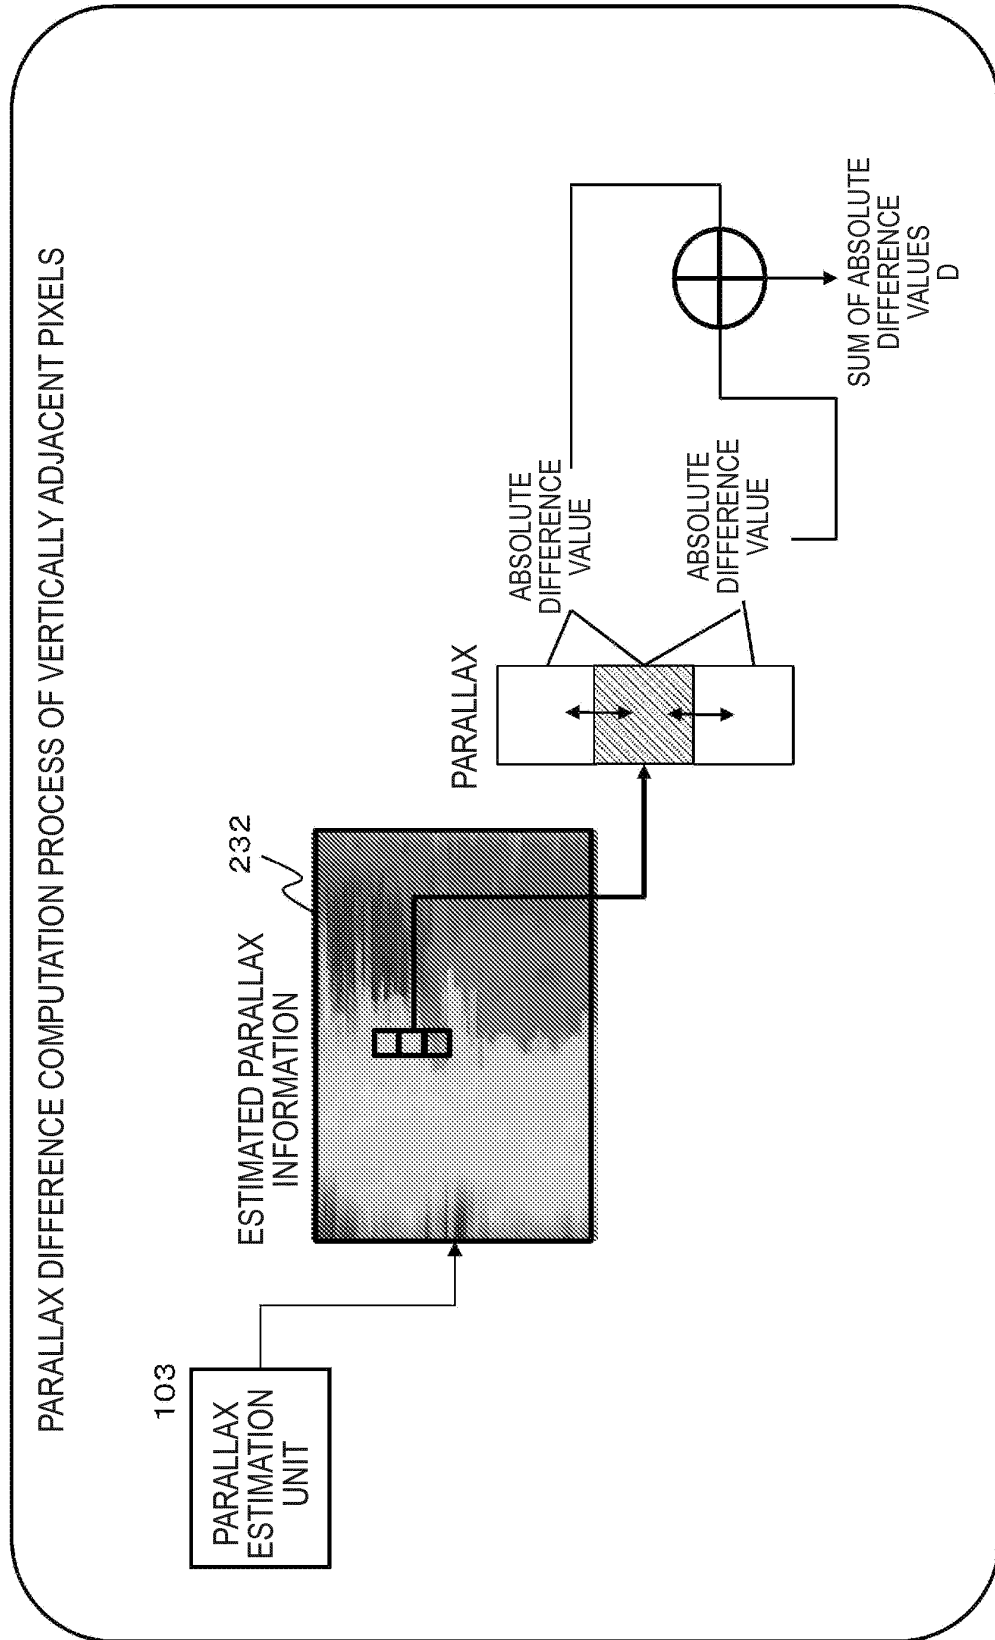 PARALLAX DIFFERENCE COMPUTATION PROCESS OF VERTICALLY ADJACENT PIXELS
103
PARALLAX
ESTIMATION
UNIT
ESTIMATED PARALLAX
INFORMATION
232
PARALLAX
ABSOLUTE
DIFFERENCE
VALUE
ABSOLUTE
DIFFERENCE
VALUE
SUM OF ABSOLUTE
DIFFERENCE
VALUES
D